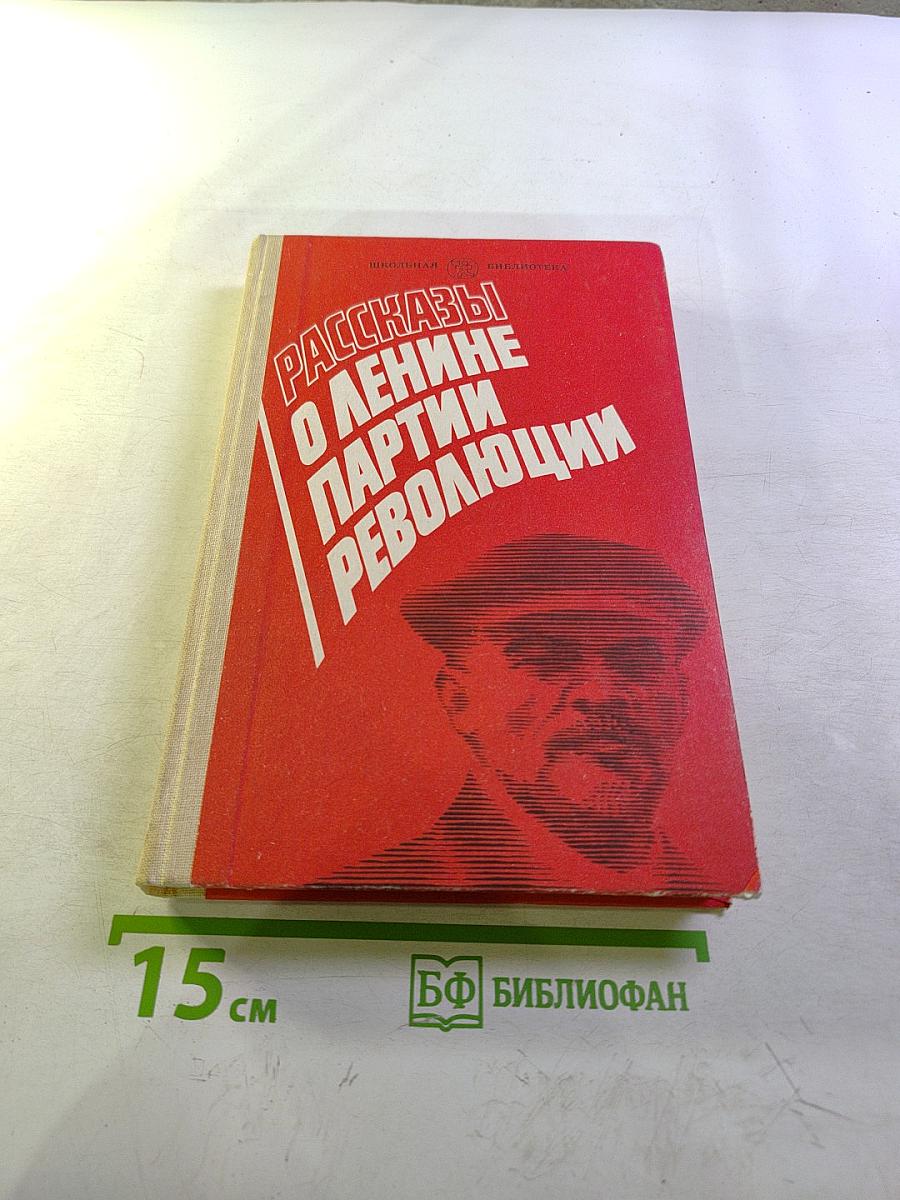 ШКОЛЬНАЯ БИБЛИОТЕКА
РАССКАЗЫ
О ЛЕНИНЕ
ПАРТИИ
РЕВОЛЮЦИИ
15 см
БФ БИБЛИОФАН